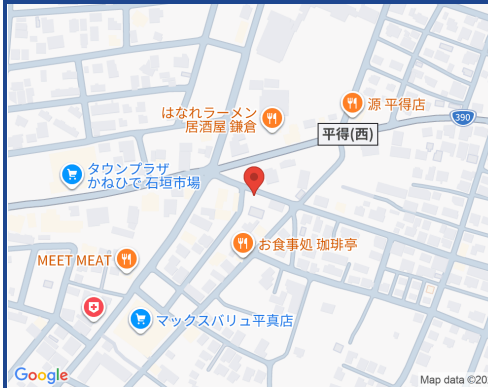 源 平得店
はなれラーメン
居酒屋 鎌倉
390
平得(西)
タウンプラザ
かねひで 石垣市場
お食事処 珈琲亭
MEET MEAT
マックスバリュ平真店
Google
Map data ©20